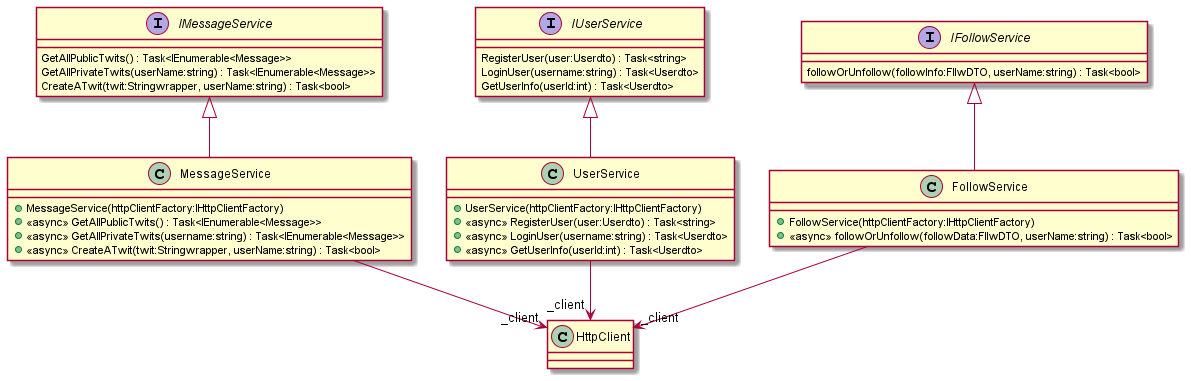 I IMessageService
GetAllPublicTwits() : Task<IEnumerable<Message>>
GetAllPrivateTwits(userName:string) : Task<IEnumerable<Message>>
CreateATwit(twit:Stringwrapper, userName:string) : Task<bool>
I IUserService
RegisterUser(user:Userdto) : Task<string>
LoginUser(username:string) : Task<Userdto>
GetUserInfo(userId:int) : Task<Userdto>
I IFollowService
followOrUnfollow(followInfo:FllwDTO, userName:string) : Task<bool>
C MessageService
MessageService(httpClientFactory:IHttpClientFactory)
«async» GetAllPublicTwits() : Task<IEnumerable<Message>>
«async» GetAllPrivateTwits(username:string) : Task<IEnumerable<Message>>
«async» CreateATwit(twit:Stringwrapper, userName:string) : Task<bool>
C UserService
UserService(httpClientFactory:IHttpClientFactory)
«async» RegisterUser(user:Userdto) : Task<string>
«async» LoginUser(username:string) : Task<Userdto>
«async» GetUserInfo(userId:int) : Task<Userdto>
C FollowService
FollowService(httpClientFactory:IHttpClientFactory)
«async» followOrUnfollow(followData:FllwDTO, userName:string) : Task<bool>
_client
_client
_client
C HttpClient